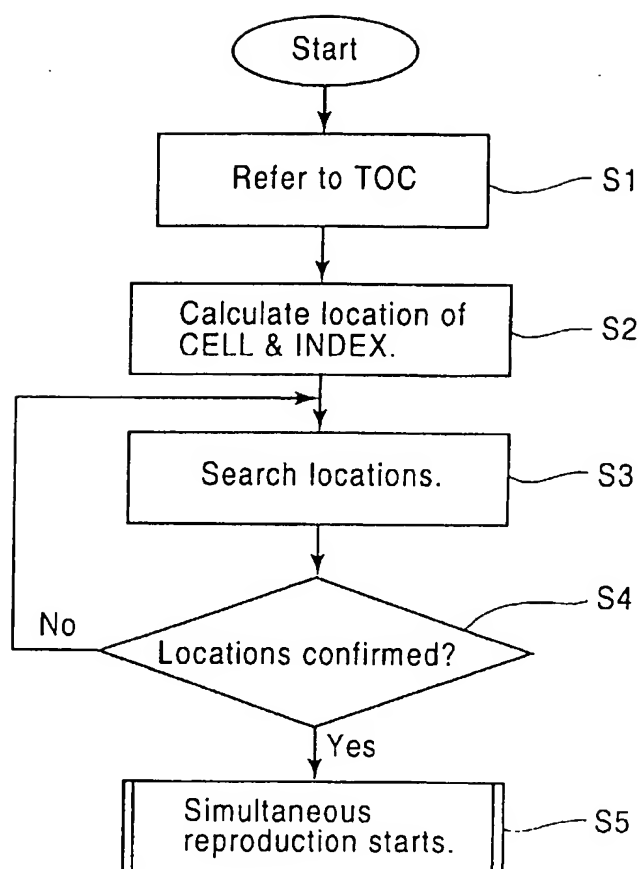 Start
Refer to TOC
S1
Calculate location of
CELL & INDEX.
S2
Search locations.
S3
S4
No
Locations confirmed?
Yes
Simultaneous
reproduction starts.
S5